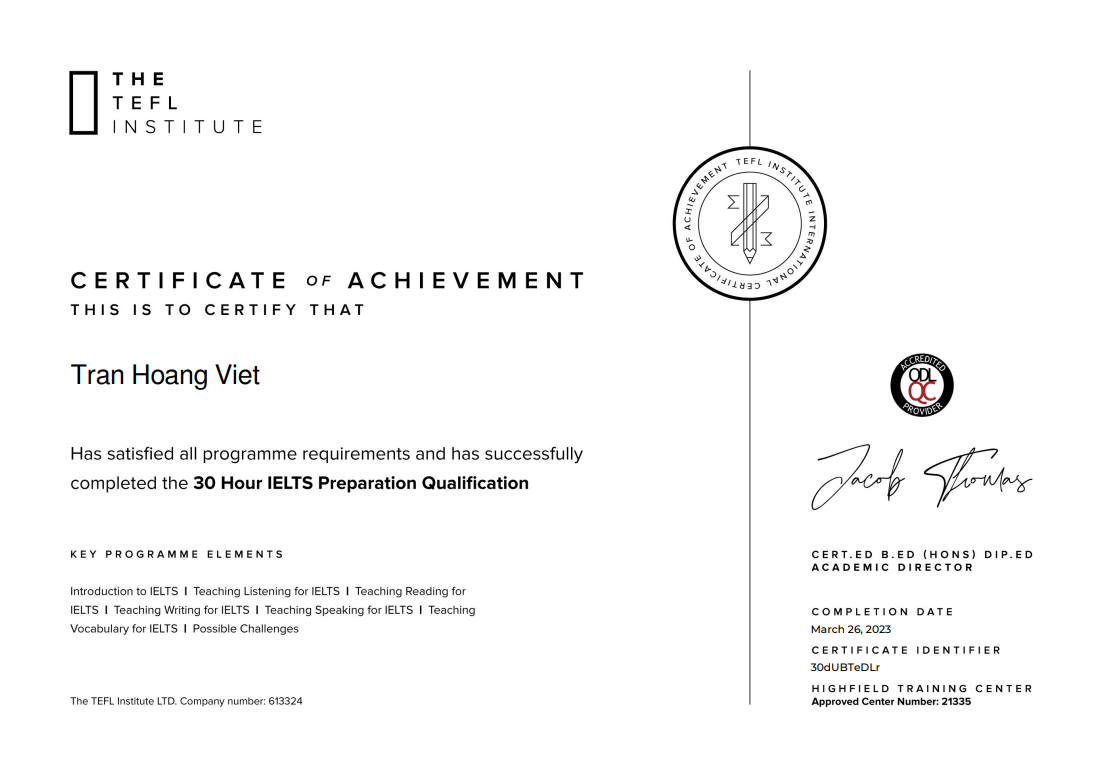 THE
TEFL
INSTITUTE
TEFL INSTITUTE INTERNATIONAL CERTIFICATE OF ACHIEVEMENT
CERTIFICATE OF ACHIEVEMENT
THIS IS TO CERTIFY THAT
Tran Hoang Viet
Has satisfied all programme requirements and has successfully
completed the 30 Hour IELTS Preparation Qualification
KEY PROGRAMME ELEMENTS
Introduction to IELTS I Teaching Listening for IELTS I Teaching Reading for
IELTS I Teaching Writing for IELTS I Teaching Speaking for IELTS I Teaching
Vocabulary for IELTS I Possible Challenges
The TEFL Institute LTD. Company number: 613324
ACCREDITED
ODL
QC
PROVIDER
Jacob Thomas
CERT.ED B.ED (HONS) DIP.ED
ACADEMIC DIRECTOR
COMPLETION DATE
March 26, 2023
CERTIFICATE IDENTIFIER
30dUBTeDLr
HIGHFIELD TRAINING CENTER
Approved Center Number: 21335